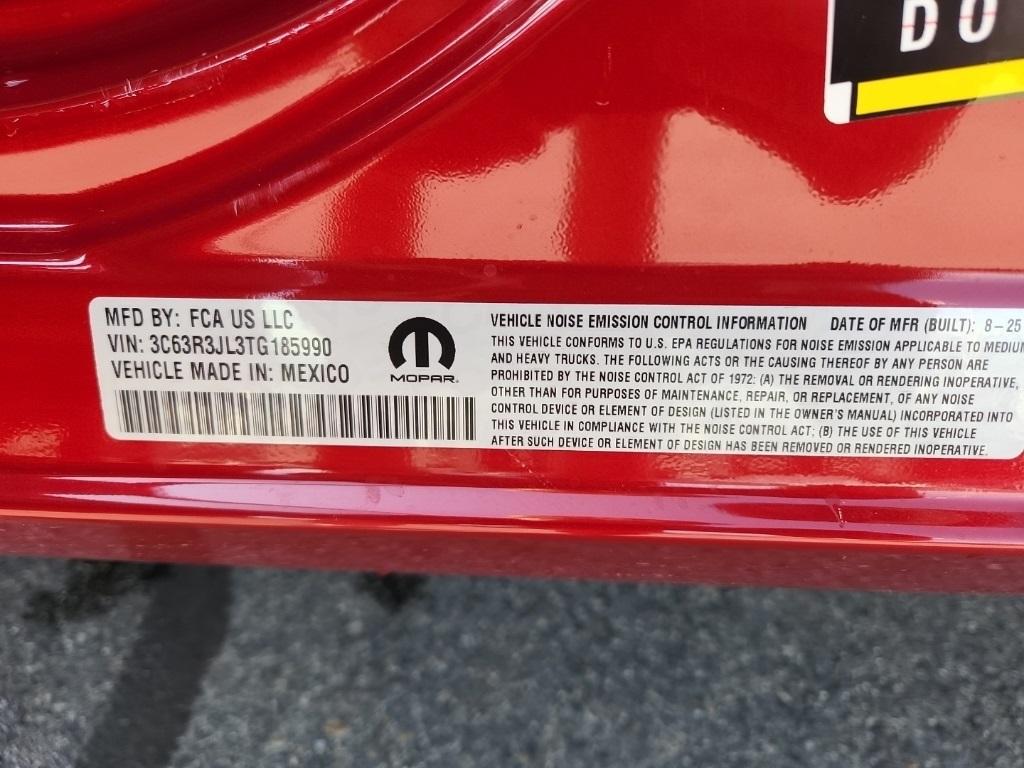 DO
MFD BY: FCA US LLC
VIN: 3C63R3JL3TG185990
VEHICLE MADE IN: MEXICO
MOPAR
VEHICLE NOISE EMISSION CONTROL INFORMATION DATE OF MFR (BUILT): 8-25
THIS VEHICLE CONFORMS TO U.S. EPA REGULATIONS FOR NOISE EMISSION APPLICABLE TO MEDIUM
AND HEAVY TRUCKS. THE FOLLOWING ACTS OR THE CAUSING THEREOF BY ANY PERSON ARE
PROHIBITED BY THE NOISE CONTROL ACT OF 1972: (A) THE REMOVAL OR RENDERING INOPERATIVE,
OTHER THAN FOR PURPOSES OF MAINTENANCE, REPAIR, OR REPLACEMENT, OF ANY NOISE
CONTROL DEVICE OR ELEMENT OF DESIGN (LISTED IN THE OWNER'S MANUAL) INCORPORATED INTO
THIS VEHICLE IN COMPLIANCE WITH THE NOISE CONTROL ACT; (B) THE USE OF THIS VEHICLE
AFTER SUCH DEVICE OR ELEMENT OF DESIGN HAS BEEN REMOVED OR RENDERED INOPERATIVE.